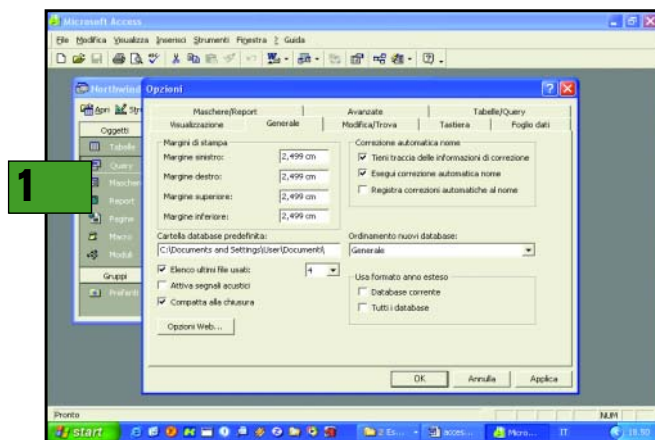 Microsoft Access
File Modifica Visualizza Inserisci Strumenti Finestra ? Guida
Northwind
Opzioni
Apri
Maschere/Report Avanzate Tabelle/Query
Visualizzazione Generale Modifica/Trova Tastiera Foglio dati
Oggetti
Tabelle
Query
Maschere
Report
Pagine
Macro
Moduli
Gruppi
Preferiti
1
Margini di stampa
Margine sinistro: 2,499 cm
Margine destro: 2,499 cm
Margine superiore: 2,499 cm
Margine inferiore: 2,499 cm
Correzione automatica nome
Tieni traccia delle informazioni di correzione
Esegui correzione automatica nome
Registra correzioni automatiche al nome
Cartella database predefinita:
C:\Documents and Settings\User\Documenti\
Ordinamento nuovi database:
Generale
Elenco ultimi file usati: 4
Attiva segnali acustici
Compatta alla chiusura
Usa formato anno esteso
Database corrente
Tutti i database
Opzioni Web...
OK Annulla Applica
Pronto NUM
start 2 Es... acces... Micro... IT 18.50